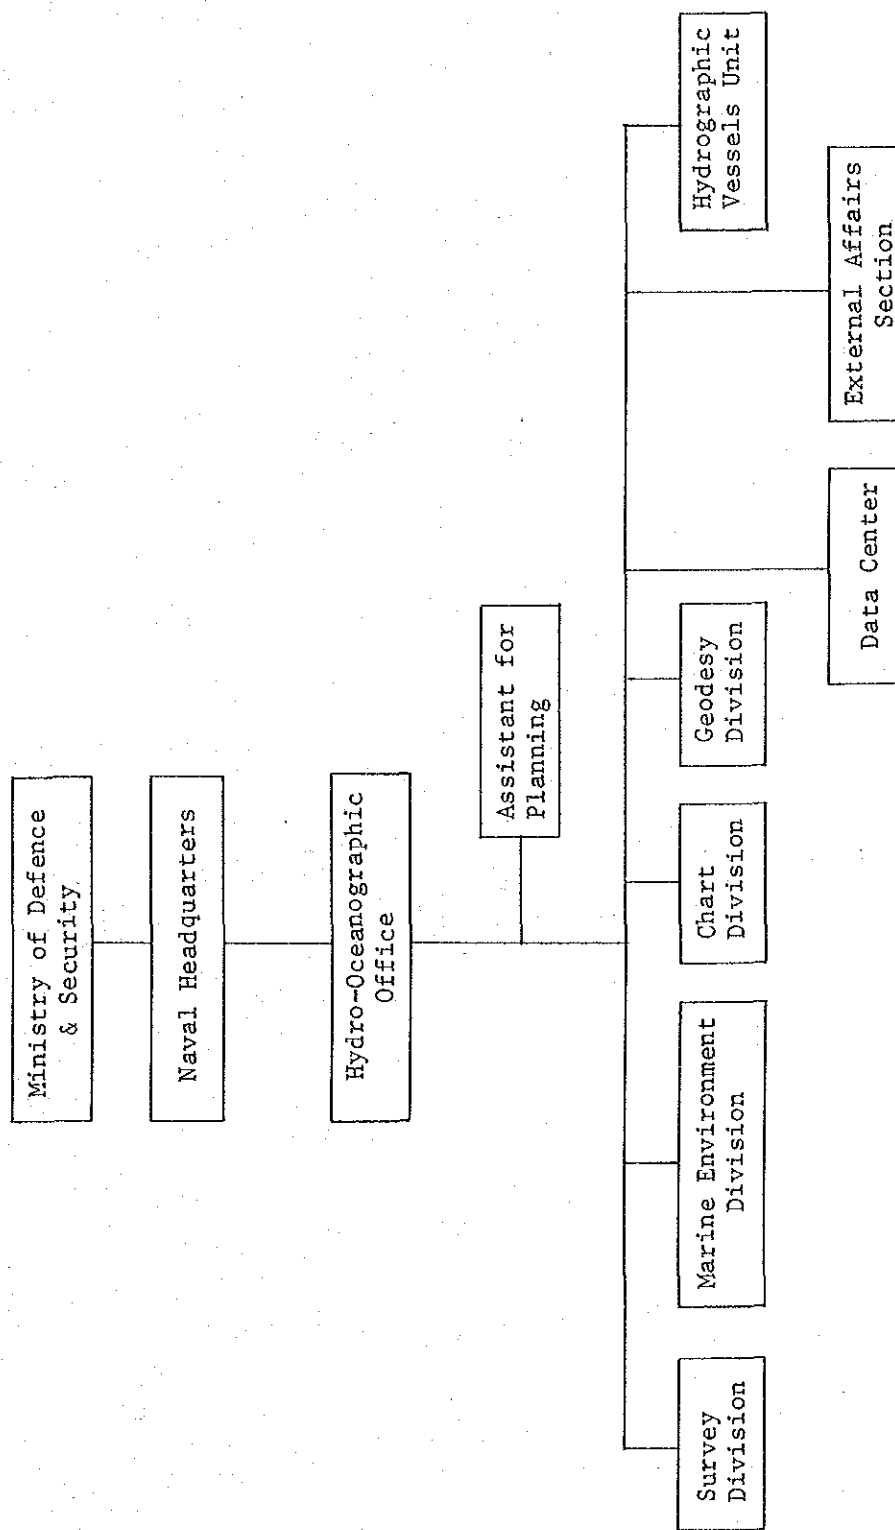 Ministry of Defence
& Security
Naval Headquarters
Hydro-Oceanographic
Office
Assistant for
Planning
Survey
Division
Marine Environment
Division
Chart
Division
Geodesy
Division
Hydrographic
Vessels Unit
Data Center
External Affairs
Section